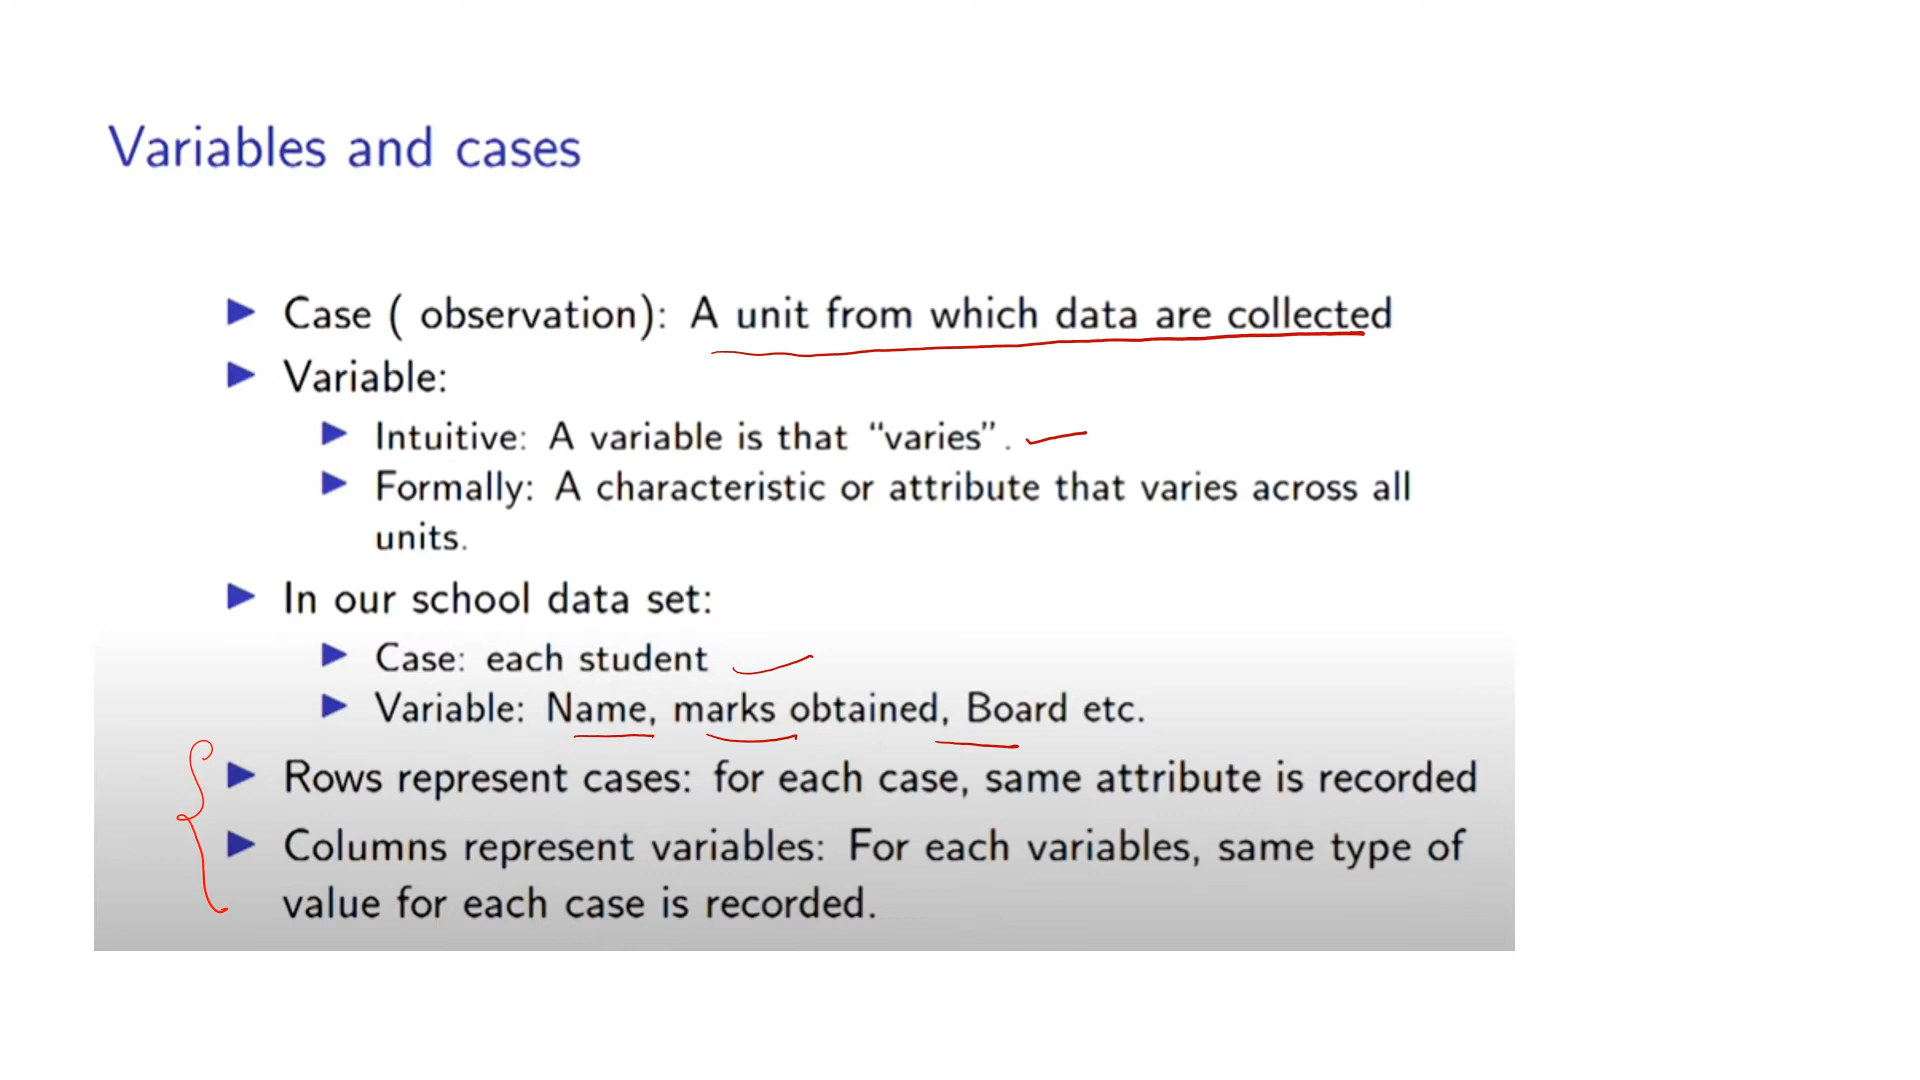 Variables and cases
Case ( observation): A unit from which data are collected
Variable:
Intuitive: A variable is that “varies”.
Formally: A characteristic or attribute that varies across all
units.
In our school data set:
Case: each student
Variable: Name, marks obtained, Board etc.
Rows represent cases: for each case, same attribute is recorded
Columns represent variables: For each variables, same type of
value for each case is recorded.